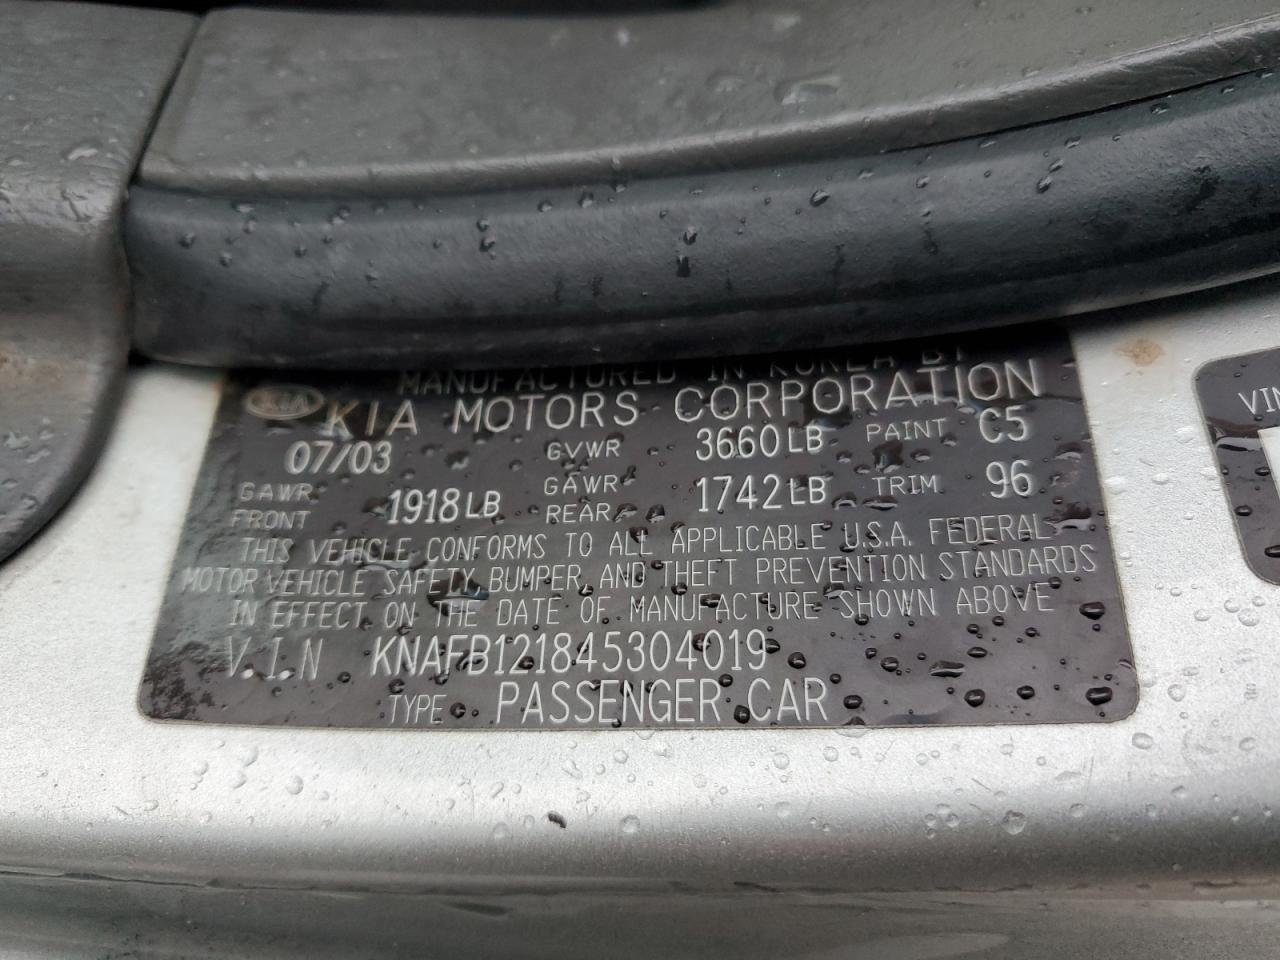 MANUFACTURED IN KOREA BY
KIA KIA MOTORS CORPORATION
07/03 GVWR 3660LB PAINT C5
GAWR FRONT 1918LB GAWR REAR 1742LB TRIM 96
THIS VEHICLE CONFORMS TO ALL APPLICABLE U.S.A. FEDERAL
MOTOR VEHICLE SAFETY, BUMPER, AND THEFT PREVENTION STANDARDS
IN EFFECT ON THE DATE OF MANUFACTURE SHOWN ABOVE
V.I.N KNAFB121845304019
TYPE PASSENGER CAR